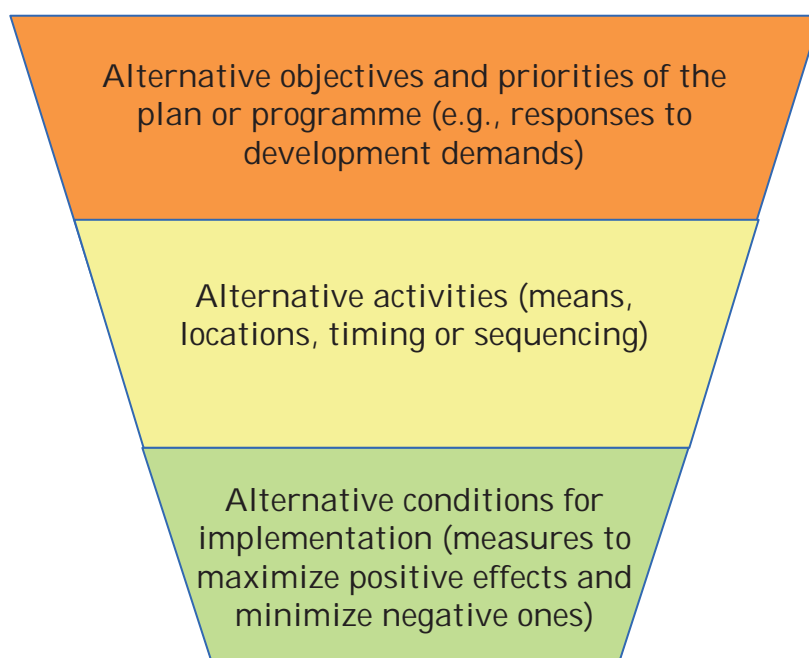 Alternative objectives and priorities of the
plan or programme (e.g., responses to
development demands)
Alternative activities (means,
locations, timing or sequencing)
Alternative conditions for
implementation (measures to
maximize positive effects and
minimize negative ones)